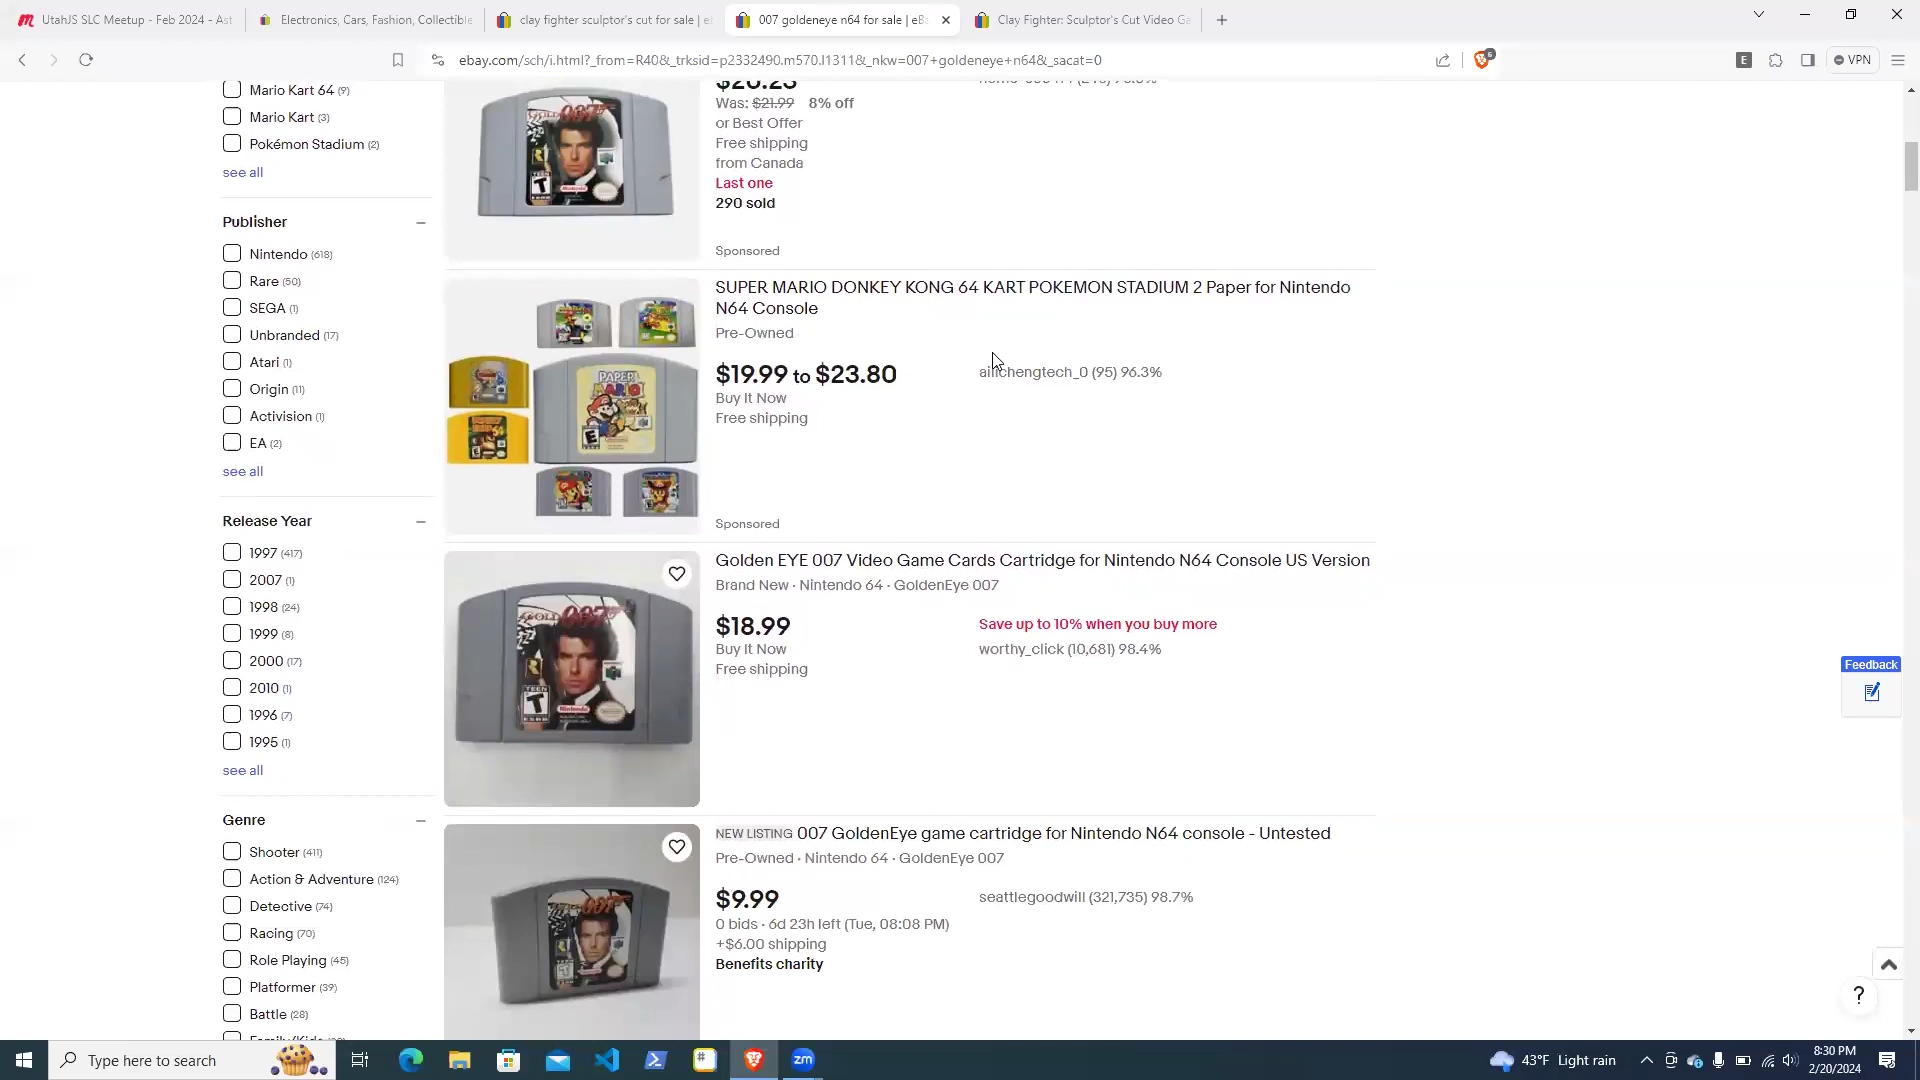 UtahJS SLC Meetup - Feb 2024 - Ast
Electronics, Cars, Fashion, Collectible
clay fighter sculptor's cut for sale | e
007 goldeneye n64 for sale | eB
Clay Fighter: Sculptor's Cut Video Ga
ebay.com/sch/i.html?_from=R40&_trksid=p2332490.m570.l1311&_nkw=007+goldeneye+n64&_sacat=0
VPN
Mario Kart 64 (9)
Mario Kart (3)
Pokémon Stadium (2)
see all
Publisher
Nintendo (618)
Rare (50)
SEGA (1)
Unbranded (17)
Atari (1)
Origin (11)
Activision (1)
EA (2)
see all
Release Year
1997 (417)
2007 (1)
1998 (24)
1999 (8)
2000 (17)
2010 (1)
1996 (7)
1995 (1)
see all
Genre
Shooter (411)
Action & Adventure (124)
Detective (74)
Racing (70)
Role Playing (45)
Platformer (39)
Battle (28)
$20.23
Was: $21.99 8% off
or Best Offer
Free shipping
from Canada
Last one
290 sold
Sponsored
SUPER MARIO DONKEY KONG 64 KART POKEMON STADIUM 2 Paper for Nintendo
N64 Console
Pre-Owned
$19.99 to $23.80
Buy It Now
Free shipping
(95) 96.3%
Sponsored
Golden EYE 007 Video Game Cards Cartridge for Nintendo N64 Console US Version
Brand New · Nintendo 64 · GoldenEye 007
$18.99
Buy It Now
Free shipping
Save up to 10% when you buy more
worthy_click (10,681) 98.4%
NEW LISTING 007 GoldenEye game cartridge for Nintendo N64 console - Untested
Pre-Owned · Nintendo 64 · GoldenEye 007
$9.99
0 bids · 6d 23h left (Tue, 08:08 PM)
+$6.00 shipping
Benefits charity
seattlegoodwill (321,735) 98.7%
Feedback
?
Type here to search
zm
43°F Light rain
8:30 PM
2/20/2024